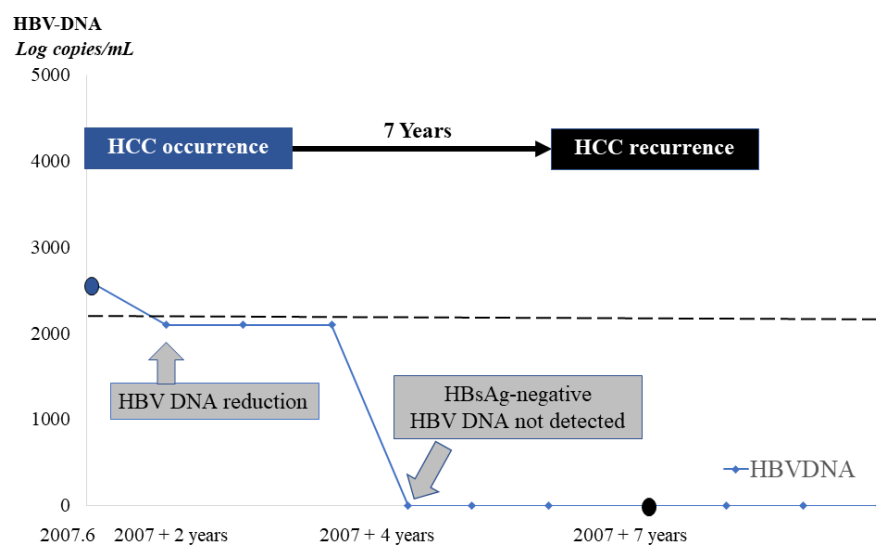 HBV-DNA
Log copies/mL
5000
7 Years
HCC occurrence
HCC recurrence
4000
3000
2000
HBV DNA reduction
HBsAg-negative
HBV DNA not detected
1000
HBVDNA
0
2007.6 2007 + 2 years 2007 + 4 years 2007 + 7 years